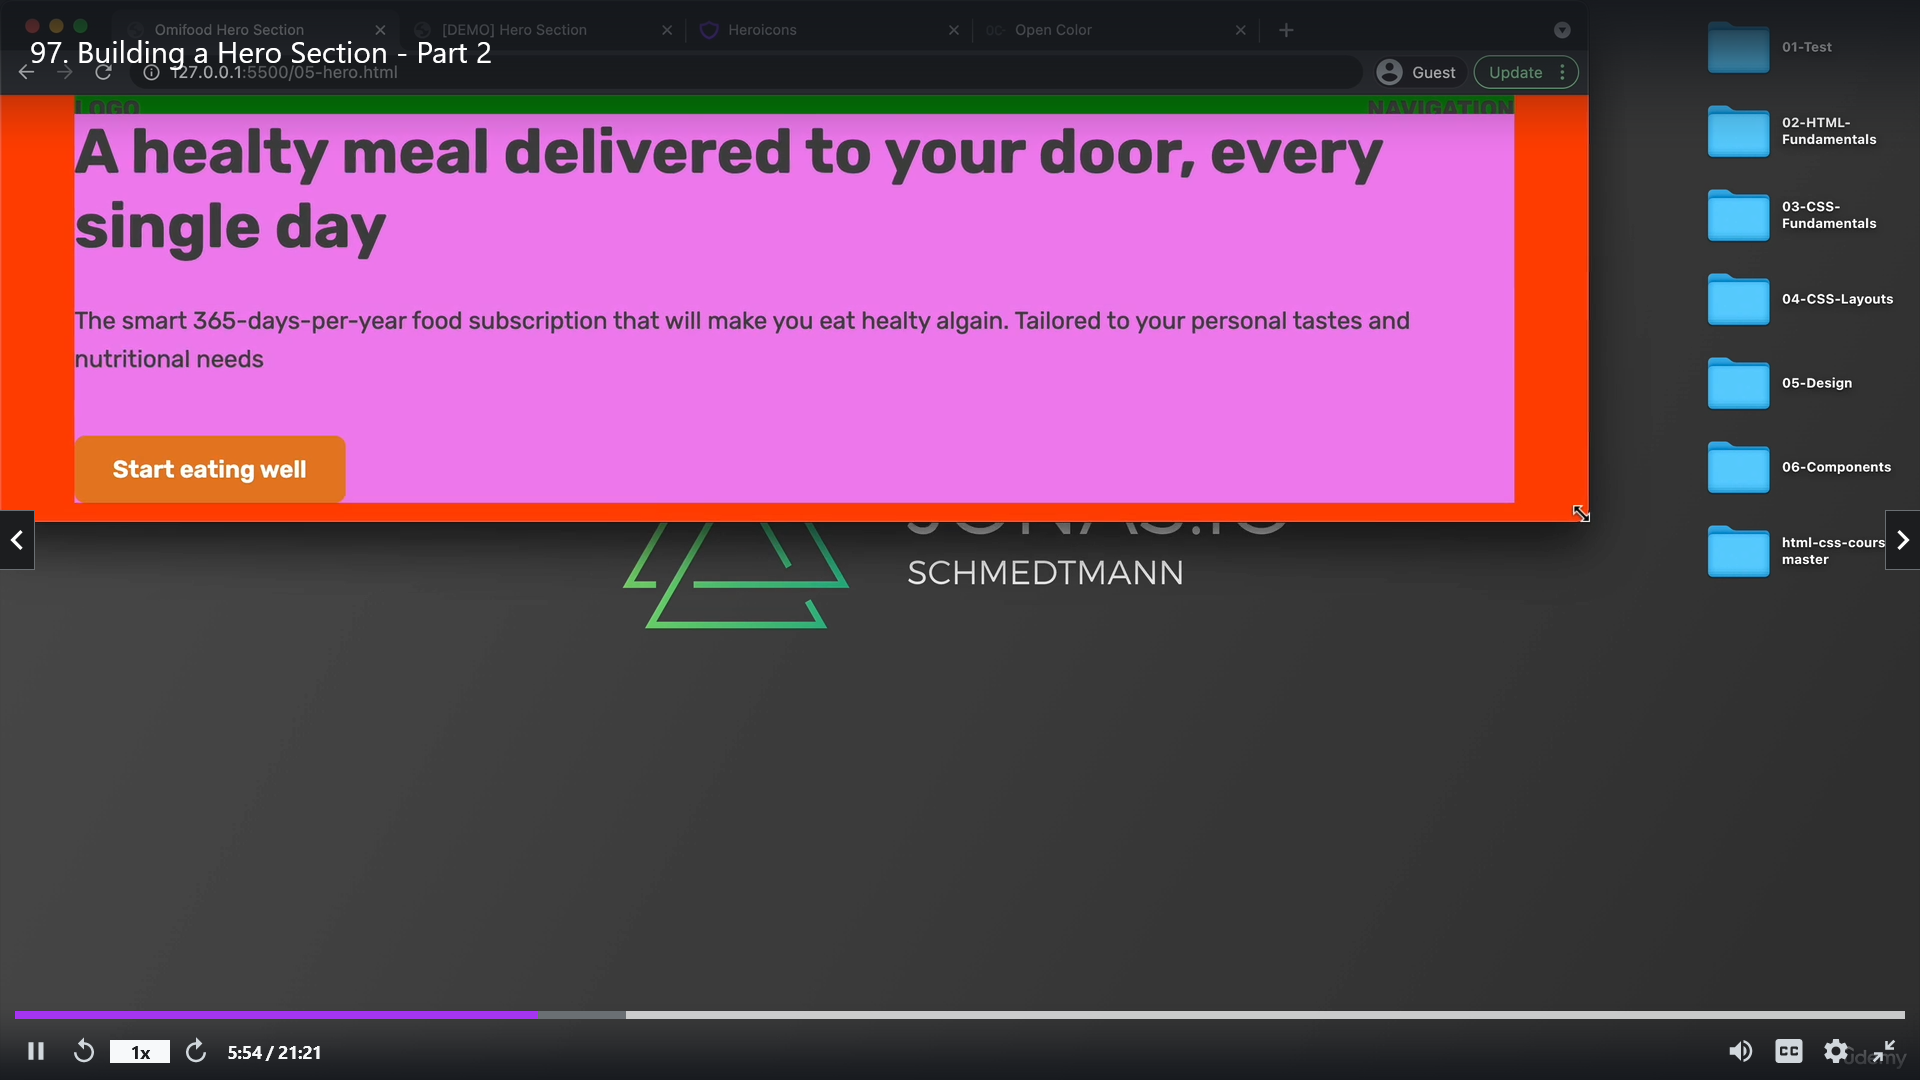 Omifood Hero Section
[DEMO] Hero Section
Heroicons
Open Color
97. Building a Hero Section - Part 2
127.0.0.1:5500/05-hero.html
Guest
Update
LOGO
NAVIGATION
A healty meal delivered to your door, every
single day
The smart 365-days-per-year food subscription that will make you eat healty algain. Tailored to your personal tastes and
nutritional needs
Start eating well
SCHMEDTMANN
01-Test
02-HTML-
Fundamentals
03-CSS-
Fundamentals
04-CSS-Layouts
05-Design
06-Components
html-css-cours
master
1x
5:54 / 21:21
CC
udemy